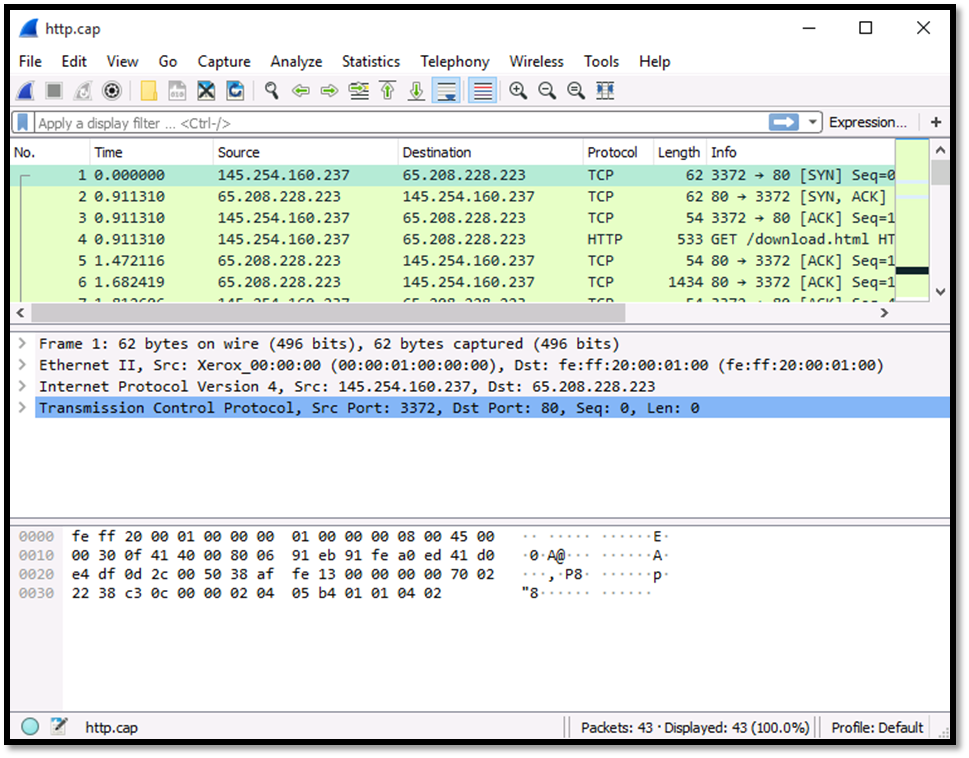 http.cap
File Edit View Go Capture Analyze Statistics Telephony Wireless Tools Help
Apply a display filter ... <Ctrl-/> Expression... +
No. Time Source Destination Protocol Length Info
1 0.000000 145.254.160.237 65.208.228.223 TCP 62 3372 → 80 [SYN] Seq=0
2 0.911310 65.208.228.223 145.254.160.237 TCP 62 80 → 3372 [SYN, ACK]
3 0.911310 145.254.160.237 65.208.228.223 TCP 54 3372 → 80 [ACK] Seq=1
4 0.911310 145.254.160.237 65.208.228.223 HTTP 533 GET /download.html HT
5 1.472116 65.208.228.223 145.254.160.237 TCP 54 80 → 3372 [ACK] Seq=1
6 1.682419 65.208.228.223 145.254.160.237 TCP 1434 80 → 3372 [ACK] Seq=1
Frame 1: 62 bytes on wire (496 bits), 62 bytes captured (496 bits)
Ethernet II, Src: Xerox_00:00:00 (00:00:01:00:00:00), Dst: fe:ff:20:00:01:00 (fe:ff:20:00:01:00)
Internet Protocol Version 4, Src: 145.254.160.237, Dst: 65.208.228.223
Transmission Control Protocol, Src Port: 3372, Dst Port: 80, Seq: 0, Len: 0
0000 fe ff 20 00 01 00 00 00 01 00 00 00 08 00 45 00 ·· ····· ······E·
0010 00 30 0f 41 40 00 80 06 91 eb 91 fe a0 ed 41 d0 ·0·A@··· ······A·
0020 e4 df 0d 2c 00 50 38 af fe 13 00 00 00 00 70 02 ···,·P8· ······p·
0030 22 38 c3 0c 00 00 02 04 05 b4 01 01 04 02 "8······ ······
http.cap Packets: 43 · Displayed: 43 (100.0%) Profile: Default